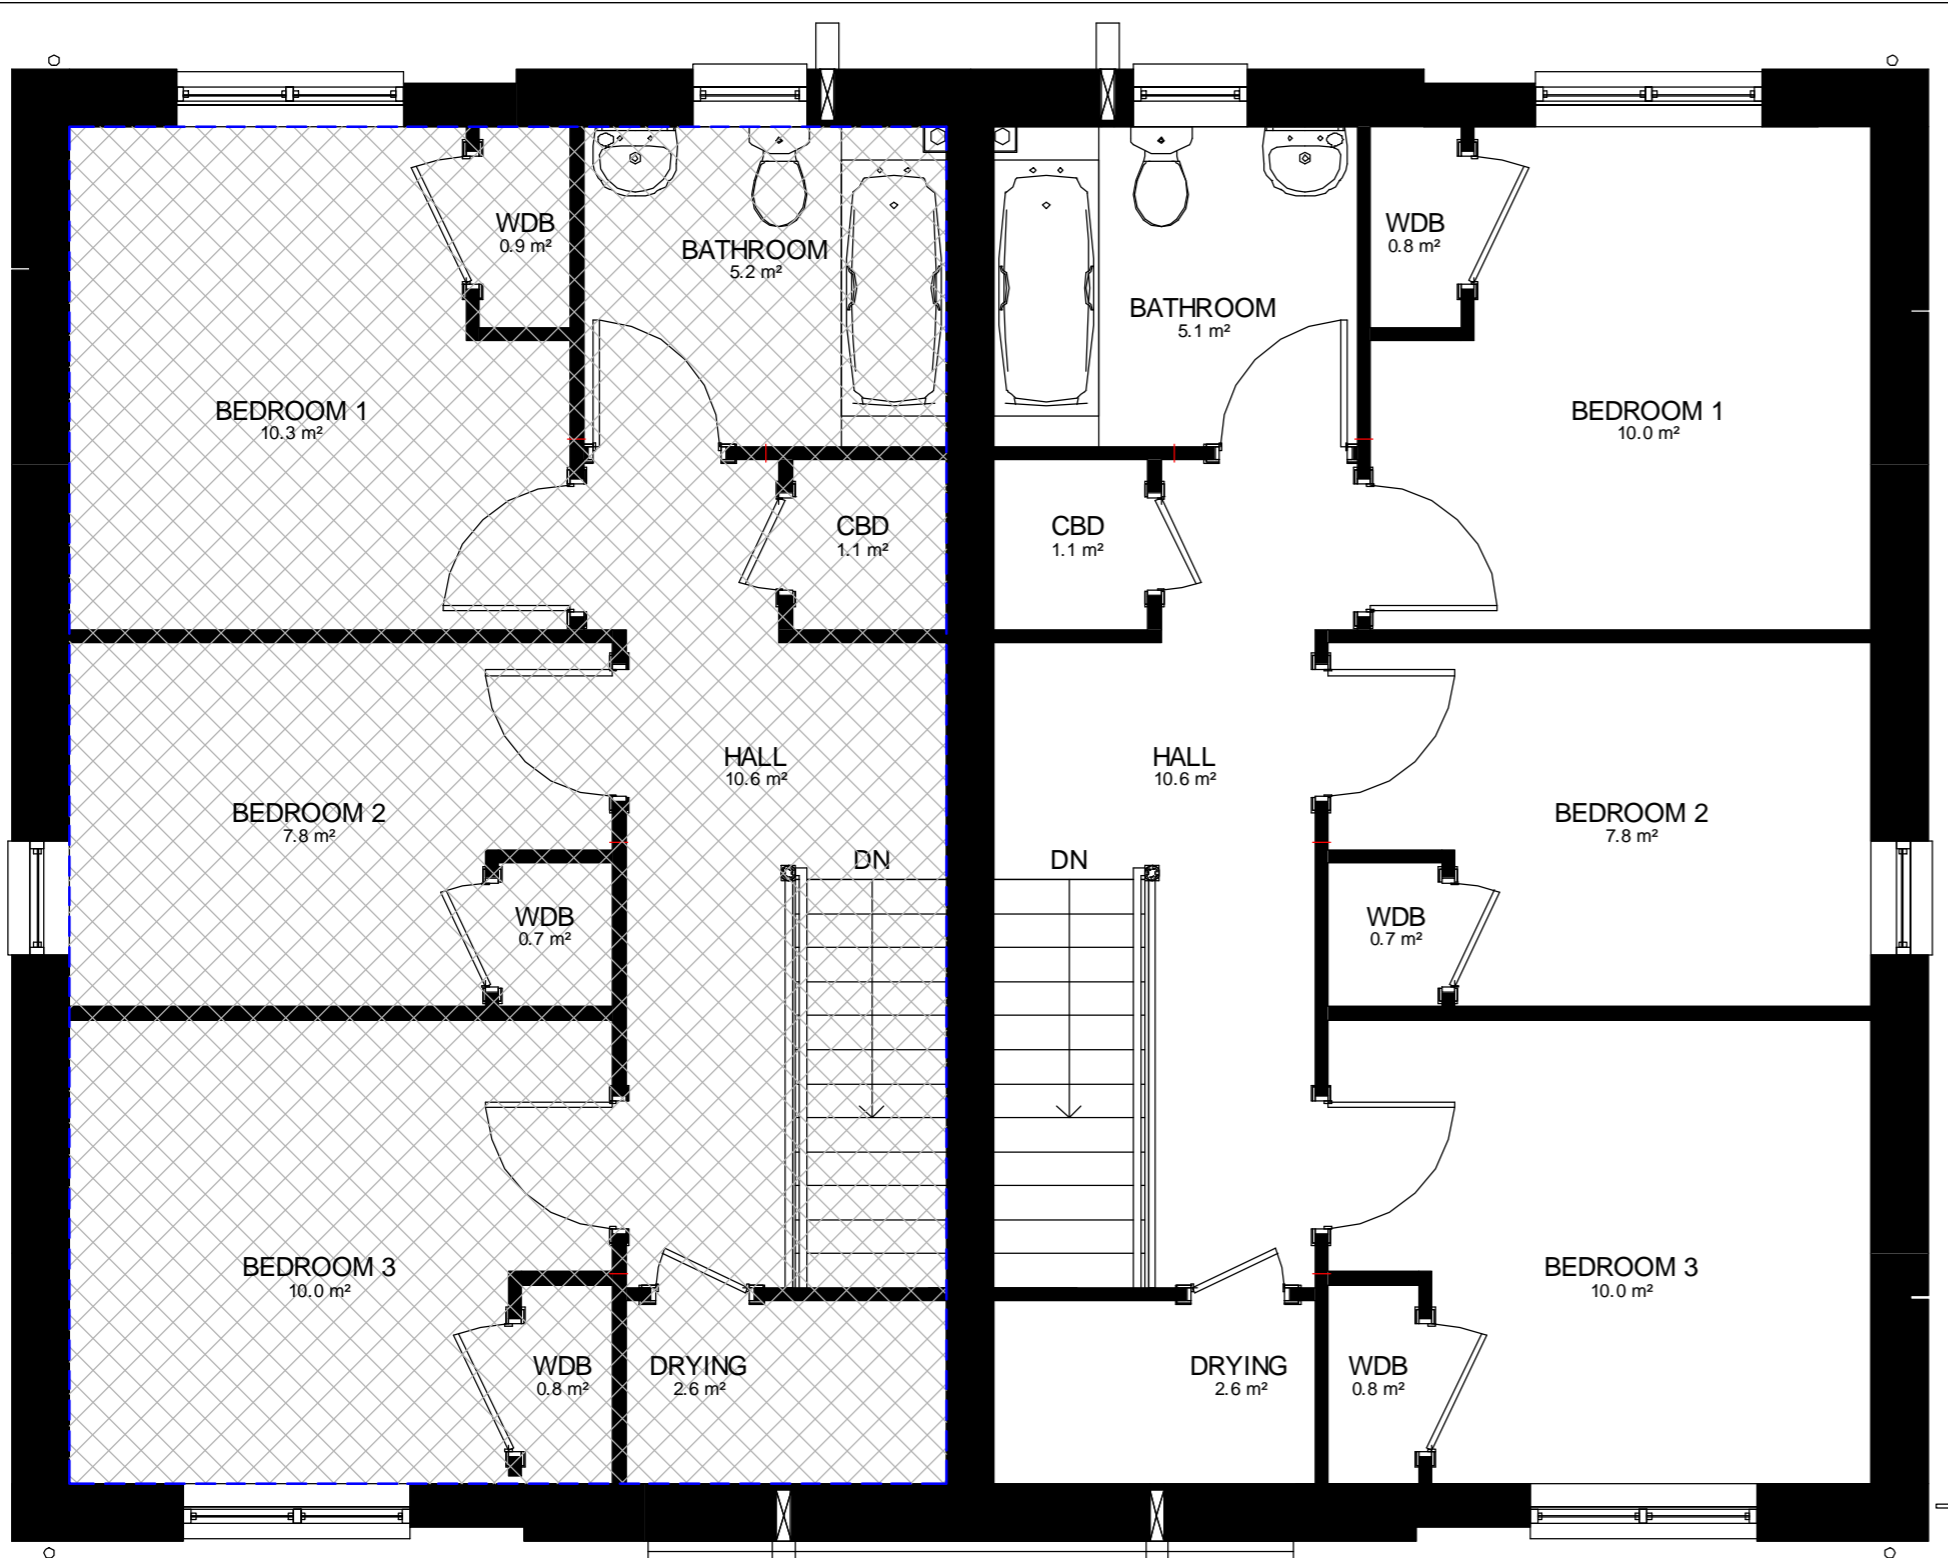 WDB
0.9 m²
BATHROOM
5.2 m²
BEDROOM 1
10.3 m²
CBD
1.1 m²
HALL
10.6 m²
BEDROOM 2
7.8 m²
DN
WDB
0.7 m²
BEDROOM 3
10.0 m²
WDB
0.8 m²
DRYING
2.6 m²
WDB
0.8 m²
BATHROOM
5.1 m²
BEDROOM 1
10.0 m²
CBD
1.1 m²
HALL
10.6 m²
BEDROOM 2
7.8 m²
DN
WDB
0.7 m²
BEDROOM 3
10.0 m²
DRYING
2.6 m²
WDB
0.8 m²